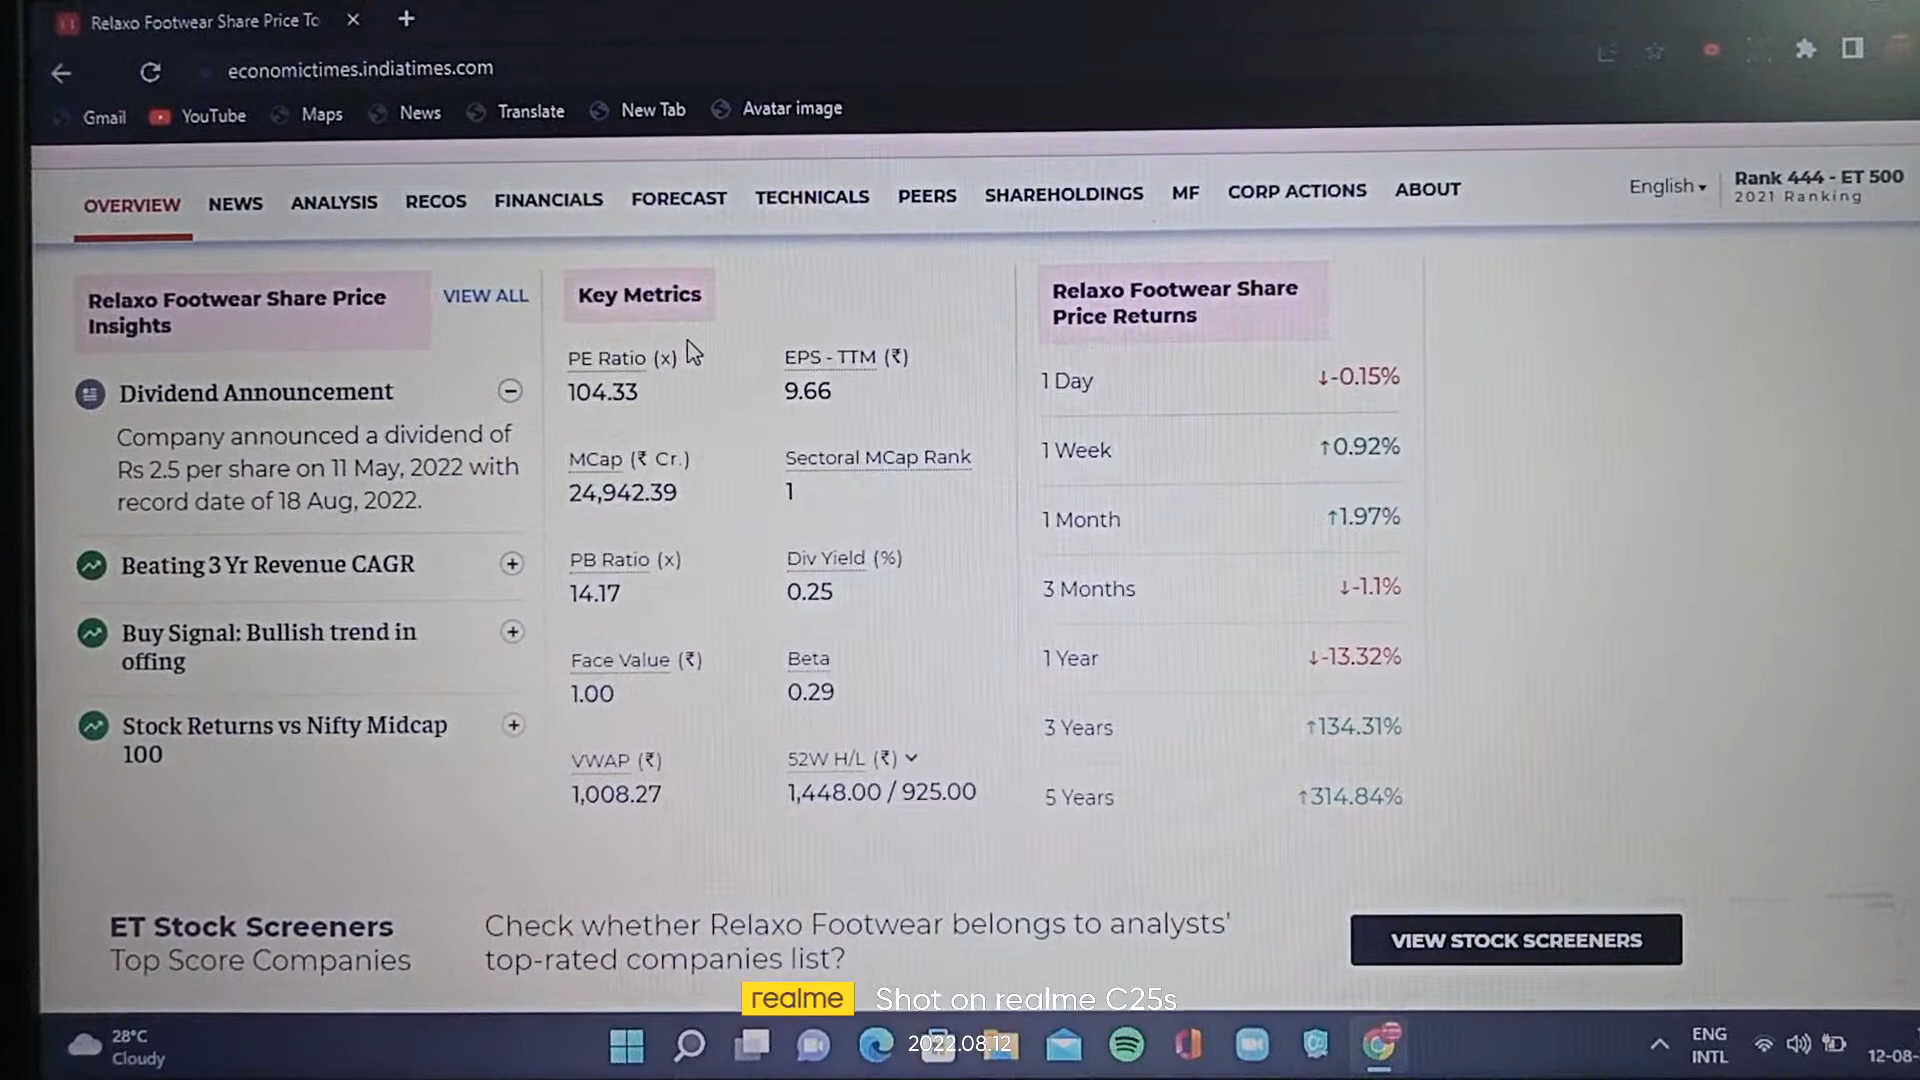 Relaxo Footwear Share Price To
economictimes.indiatimes.com
Gmail YouTube Maps News Translate New Tab Avatar image
OVERVIEW NEWS ANALYSIS RECOS FINANCIALS FORECAST TECHNICALS PEERS SHAREHOLDINGS MF CORP ACTIONS ABOUT
English
Rank 444 - ET 500
2021 Ranking
Relaxo Footwear Share Price
Insights
VIEW ALL
Dividend Announcement
Company announced a dividend of
Rs 2.5 per share on 11 May, 2022 with
record date of 18 Aug, 2022.
Beating 3 Yr Revenue CAGR
Buy Signal: Bullish trend in
offing
Stock Returns vs Nifty Midcap
100
Key Metrics
PE Ratio (x) EPS - TTM (₹)
104.33 9.66
MCap (₹ Cr.) Sectoral MCap Rank
24,942.39 1
PB Ratio (x) Div Yield (%)
14.17 0.25
Face Value (₹) Beta
1.00 0.29
VWAP (₹) 52W H/L (₹)
1,008.27 1,448.00 / 925.00
Relaxo Footwear Share
Price Returns
1 Day ↓-0.15%
1 Week ↑0.92%
1 Month ↑1.97%
3 Months ↓-1.1%
1 Year ↓-13.32%
3 Years ↑134.31%
5 Years ↑314.84%
ET Stock Screeners
Top Score Companies
Check whether Relaxo Footwear belongs to analysts'
top-rated companies list?
VIEW STOCK SCREENERS
realme Shot on realme C25s
2022.08.12
28°C
Cloudy
ENG
INTL
12-08-